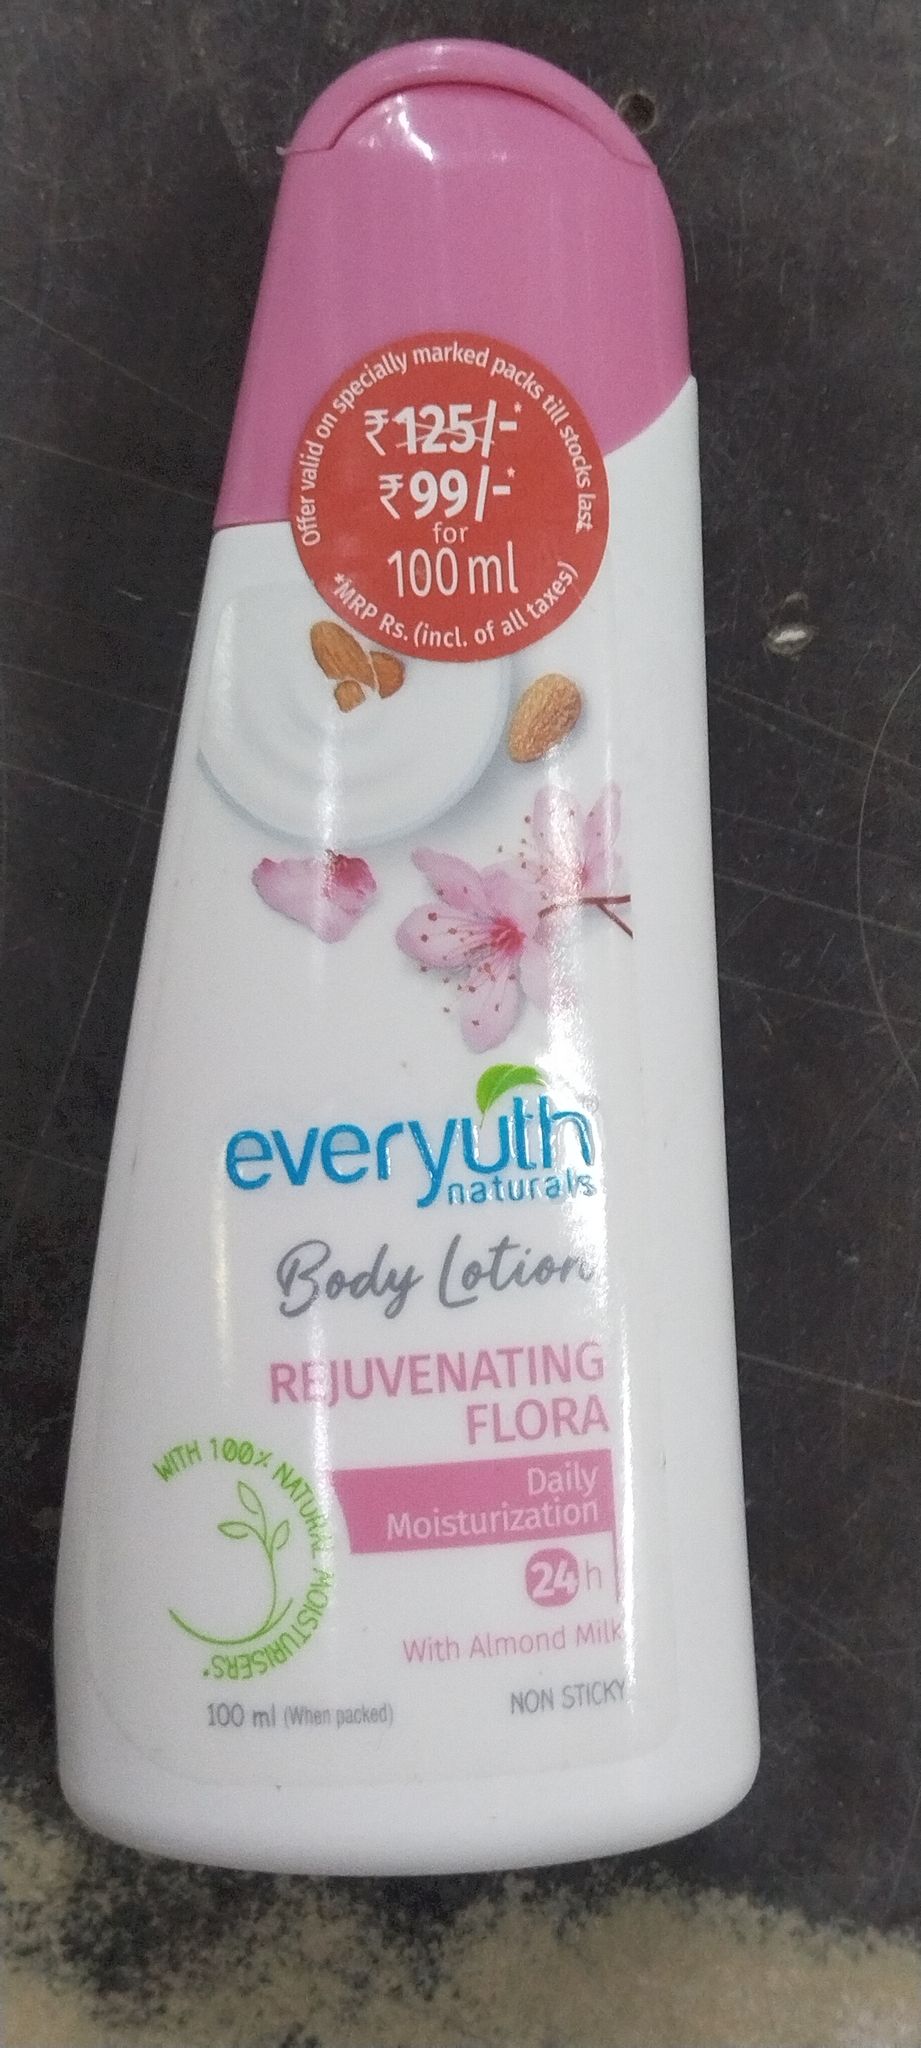 Offer valid on specially marked packs till stocks last
₹125/-*
₹99/-*
for
100 ml
*MRP Rs. (incl. of all taxes)
everyuth®
naturals
Body Lotion
REJUVENATING
FLORA
WITH 100% NATURAL MOISTURISERS*
Daily
Moisturization
24h
With Almond Milk
100 ml (When packed)
NON STICKY